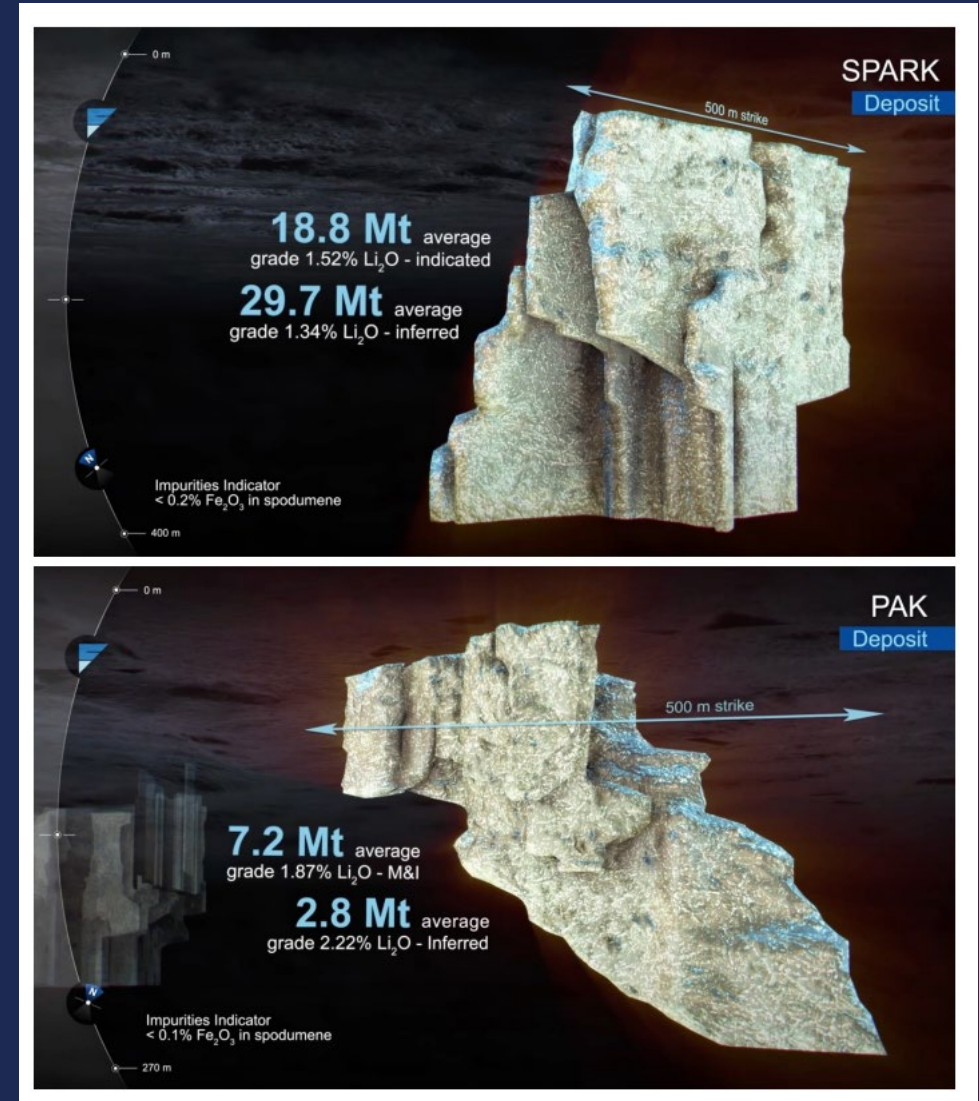 0 m
SPARK
Deposit
500 m strike
18.8 Mt average
grade 1.52% Li₂O - indicated
29.7 Mt average
grade 1.34% Li₂O - inferred
N
Impurities Indicator
< 0.2% Fe₂O₃ in spodumene
400 m
0 m
PAK
Deposit
500 m strike
7.2 Mt average
grade 1.87% Li₂O - M&I
2.8 Mt average
grade 2.22% Li₂O - Inferred
N
Impurities Indicator
< 0.1% Fe₂O₃ in spodumene
270 m